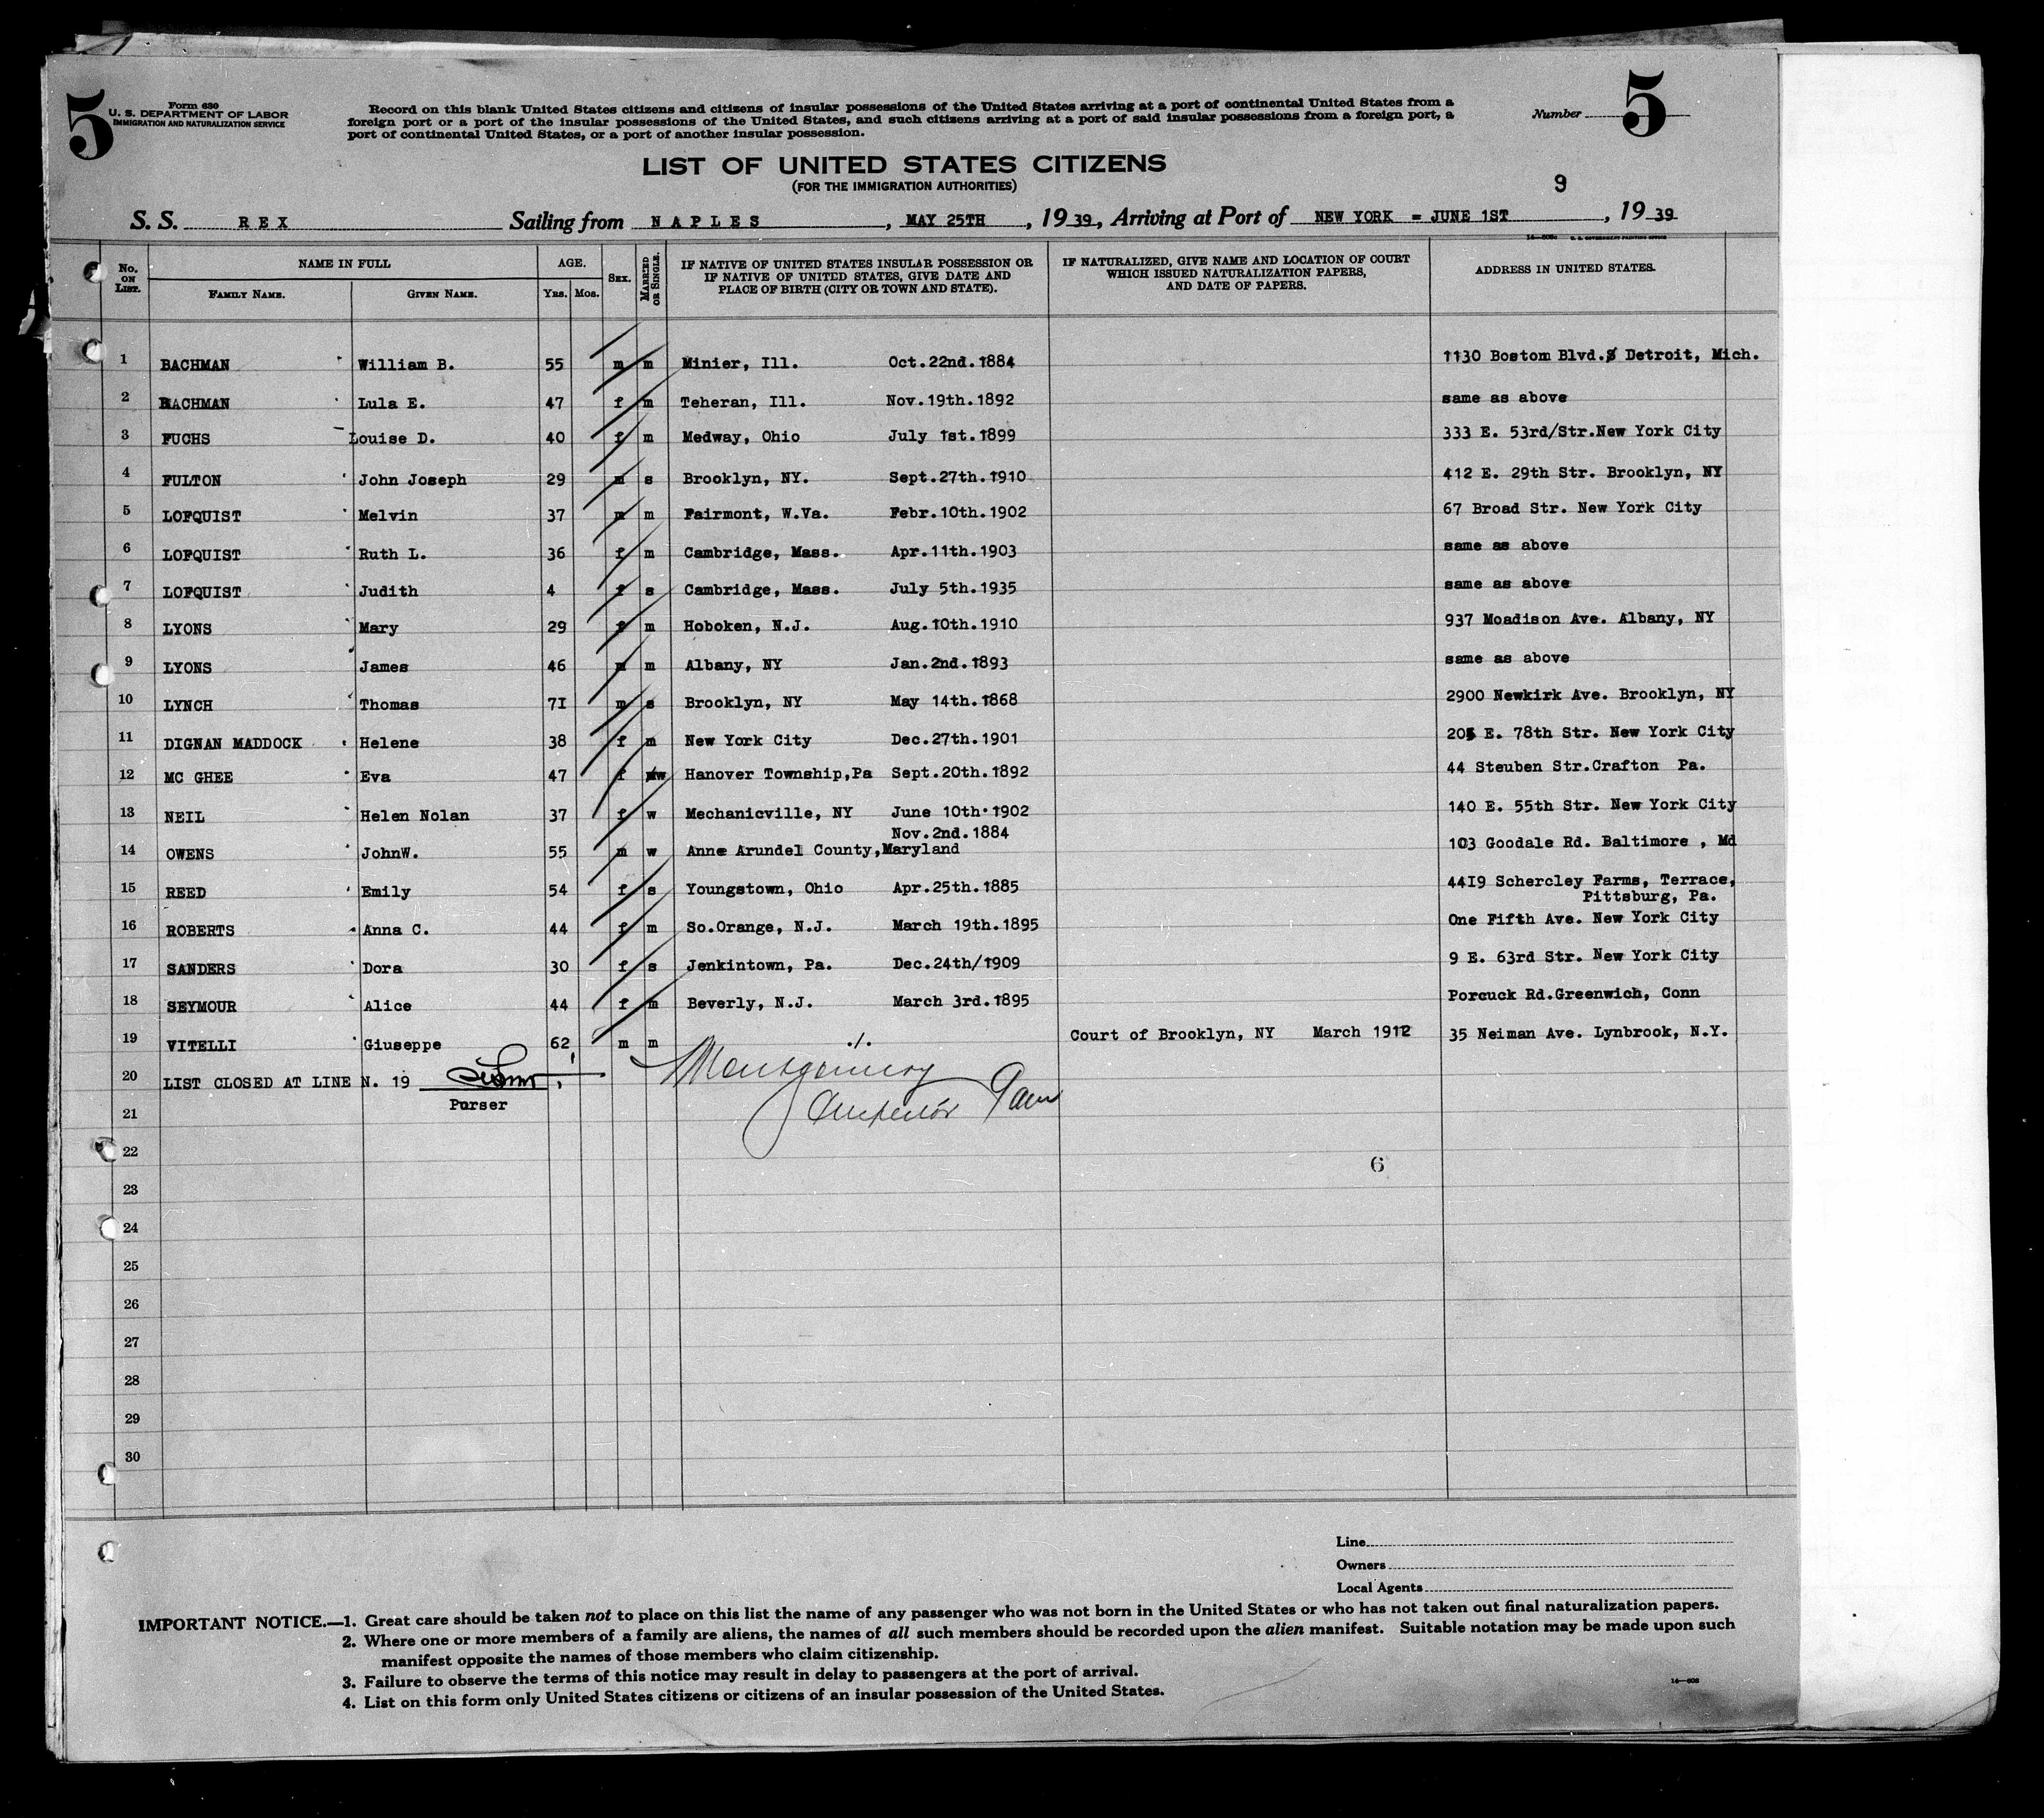 5
Form 630
U. S. DEPARTMENT OF LABOR
IMMIGRATION AND NATURALIZATION SERVICE
Record on this blank United States citizens and citizens of insular possessions of the United States arriving at a port of continental United States from a
foreign port or a port of the insular possessions of the United States, and such citizens arriving at a port of said insular possessions from a foreign port, a
port of continental United States, or a port of another insular possession.
Number 5
LIST OF UNITED STATES CITIZENS
(FOR THE IMMIGRATION AUTHORITIES)
9
S. S. REX Sailing from NAPLES, MAY 25TH, 1939, Arriving at Port of NEW YORK = JUNE 1ST, 1939
No. ON LIST. NAME IN FULL FAMILY NAME. GIVEN NAME. AGE. YRS. MOS. SEX. MARRIED OR SINGLE. IF NATIVE OF UNITED STATES INSULAR POSSESSION OR IF NATIVE OF UNITED STATES, GIVE DATE AND PLACE OF BIRTH (CITY OR TOWN AND STATE). IF NATURALIZED, GIVE NAME AND LOCATION OF COURT WHICH ISSUED NATURALIZATION PAPERS, AND DATE OF PAPERS. ADDRESS IN UNITED STATES.
1 BACHMAN William B. 55 m m Minier, Ill. Oct.22nd.1884 1130 Bostom Blvd. Detroit, Mich.
2 BACHMAN Lula E. 47 f m Teheran, Ill. Nov.19th.1892 same as above
3 FUCHS Louise D. 40 f m Medway, Ohio July 1st.1899 333 E. 53rd/Str.New York City
4 FULTON John Joseph 29 m s Brooklyn, NY. Sept.27th.1910 412 E. 29th Str. Brooklyn, NY
5 LOFQUIST Melvin 37 m m Fairmont, W.Va. Febr.10th.1902 67 Broad Str. New York City
6 LOFQUIST Ruth L. 36 f m Cambridge, Mass. Apr.11th.1903 same as above
7 LOFQUIST Judith 4 f s Cambridge, Mass. July 5th.1935 same as above
8 LYONS Mary 29 f m Hoboken, N.J. Aug.10th.1910 937 Moadison Ave. Albany, NY
9 LYONS James 46 m m Albany, NY Jan.2nd.1893 same as above
10 LYNCH Thomas 7I m s Brooklyn, NY May 14th.1868 2900 Newkirk Ave. Brooklyn, NY
11 DIGNAN MADDOCK Helene 38 f m New York City Dec.27th.1901 205 E. 78th Str. New York City
12 MC GHEE Eva 47 f w Hanover Township,Pa Sept.20th.1892 44 Steuben Str.Crafton Pa.
13 NEIL Helen Nolan 37 f w Mechanicville, NY June 10th.1902 140 E. 55th Str. New York City
Nov.2nd.1884
14 OWENS JohnW. 55 m w Anne Arundel County,Maryland 103 Goodale Rd. Baltimore , Md
15 REED Emily 54 f s Youngstown, Ohio Apr.25th.1885 44I9 Schercley Farms, Terrace,
Pittsburg, Pa.
16 ROBERTS Anna C. 44 f m So.Orange, N.J. March 19th.1895 One Fifth Ave. New York City
17 SANDERS Dora 30 f s Jenkintown, Pa. Dec.24th/1909 9 E. 63rd Str. New York City
18 SEYMOUR Alice 44 f m Beverly, N.J. March 3rd.1895 Porcuck Rd.Greenwich, Conn
19 VITELLI Giuseppe 62 m m ./. Court of Brooklyn, NY March 1912 35 Neiman Ave. Lynbrook, N.Y.
20 LIST CLOSED AT LINE N. 19 Montgomery
Purser
21
22
6
23
24
25
26
27
28
29
30
Line
Owners
Local Agents
IMPORTANT NOTICE.—1. Great care should be taken not to place on this list the name of any passenger who was not born in the United States or who has not taken out final naturalization papers.
2. Where one or more members of a family are aliens, the names of all such members should be recorded upon the alien manifest. Suitable notation may be made upon such
manifest opposite the names of those members who claim citizenship.
3. Failure to observe the terms of this notice may result in delay to passengers at the port of arrival.
4. List on this form only United States citizens or citizens of an insular possession of the United States.